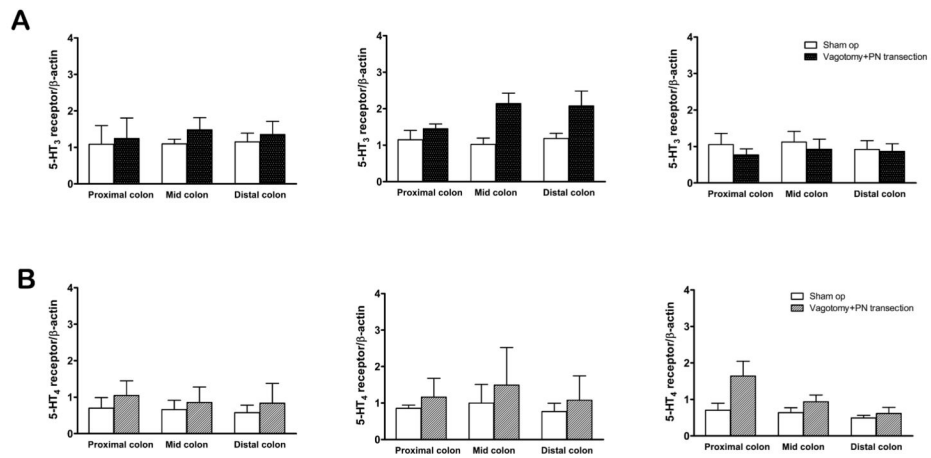 A
5-HT3 receptor/β-actin
4
3
2
1
0
Proximal colon Mid colon Distal colon
5-HT3 receptor/β-actin
4
3
2
1
0
Proximal colon Mid colon Distal colon
5-HT3 receptor/β-actin
4
3
2
1
0
Proximal colon Mid colon Distal colon
Sham op
Vagotomy+PN transection
B
5-HT4 receptor/β-actin
4
3
2
1
0
Proximal colon Mid colon Distal colon
5-HT4 receptor/β-actin
4
3
2
1
0
Proximal colon Mid colon Distal colon
5-HT4 receptor/β-actin
4
3
2
1
0
Proximal colon Mid colon Distal colon
Sham op
Vagotomy+PN transection